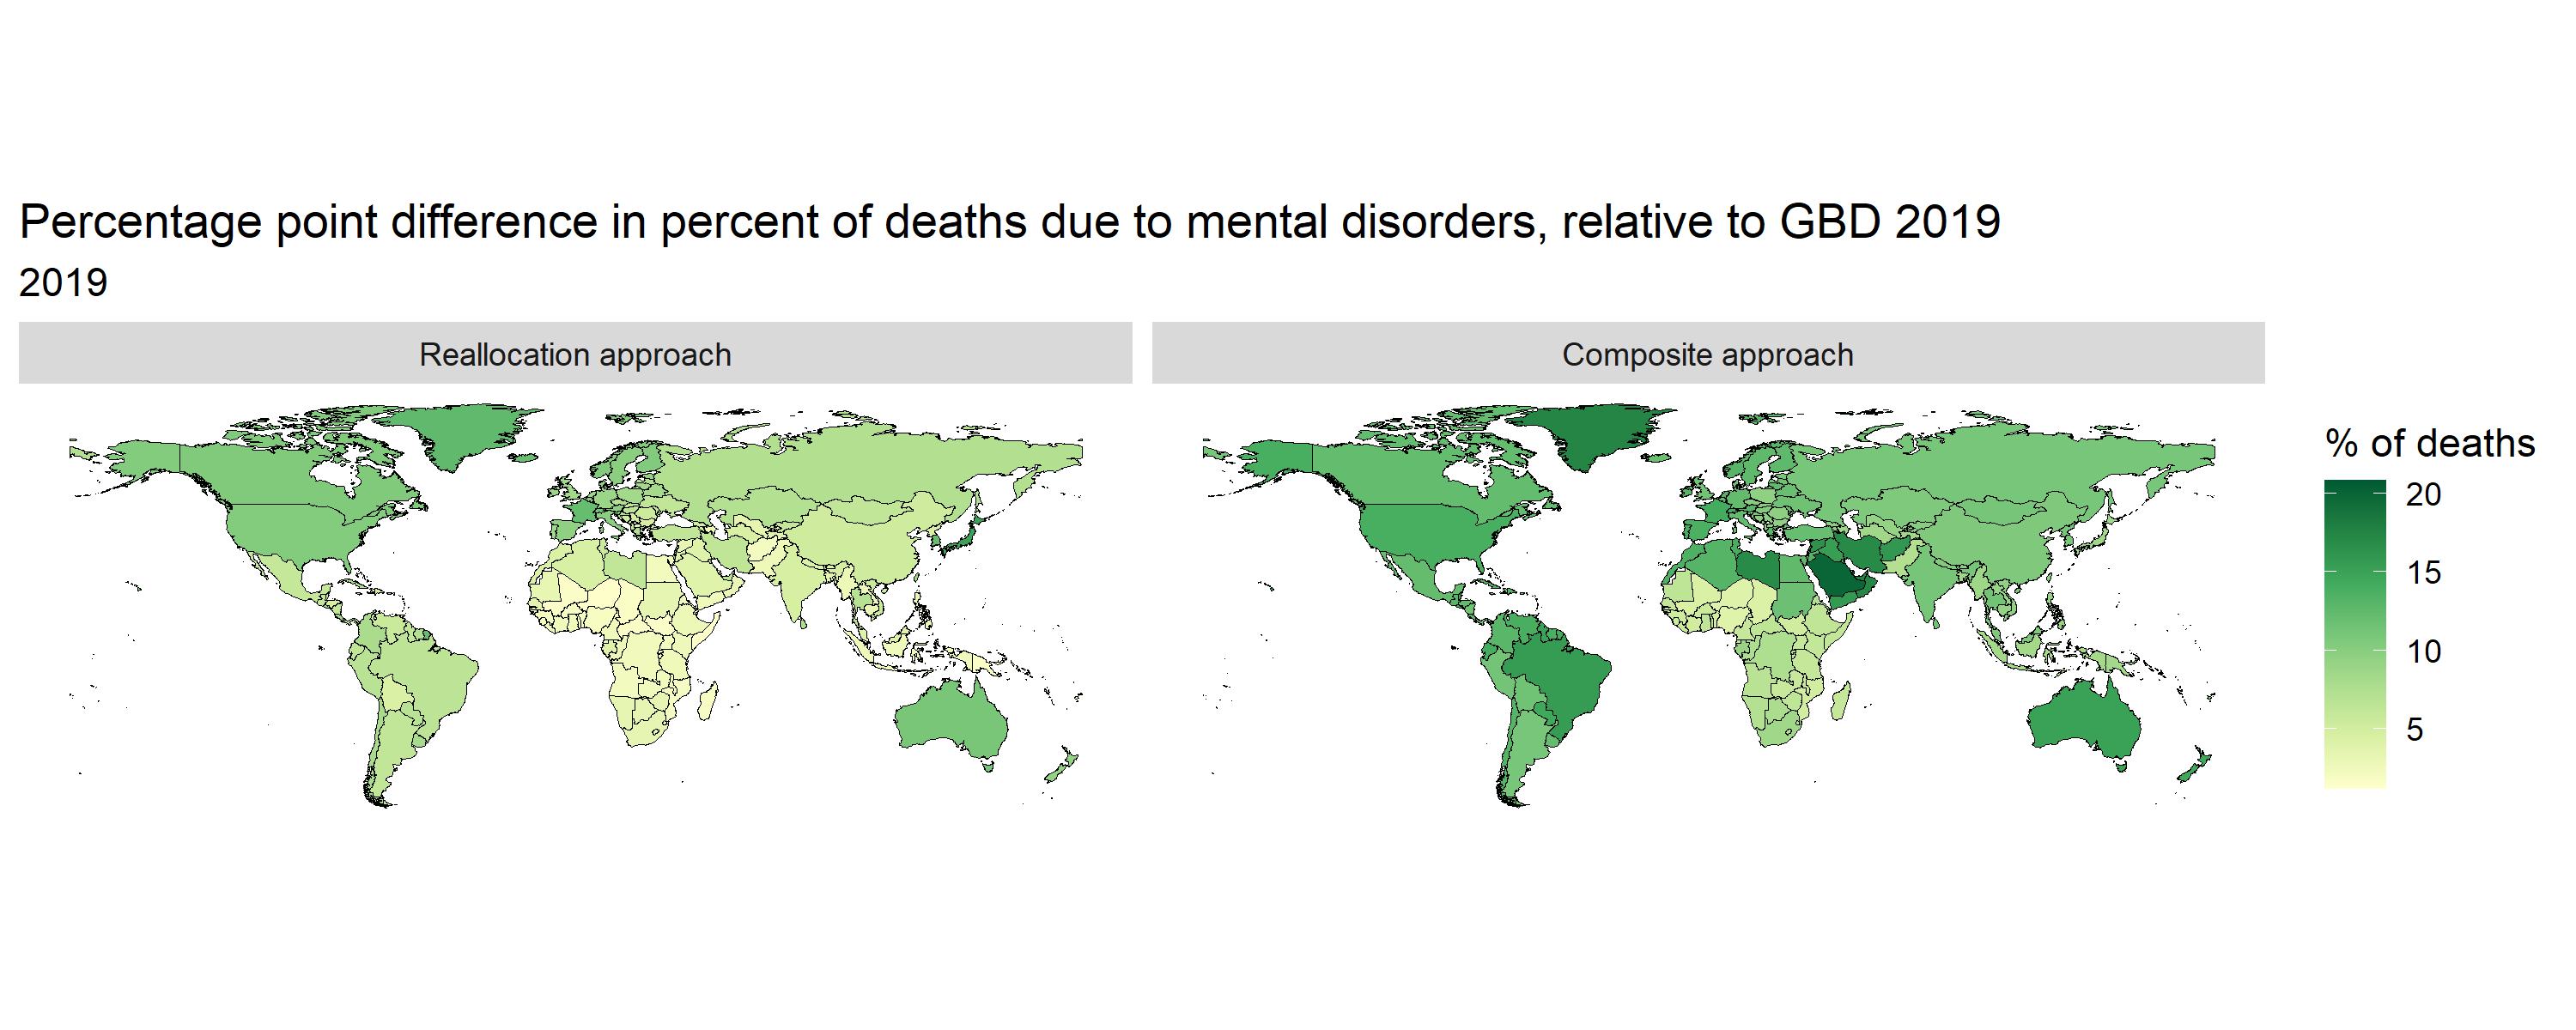 Percentage point difference in percent of deaths due to mental disorders, relative to GBD 2019
2019
Reallocation approach
Composite approach
% of deaths
20
15
10
5